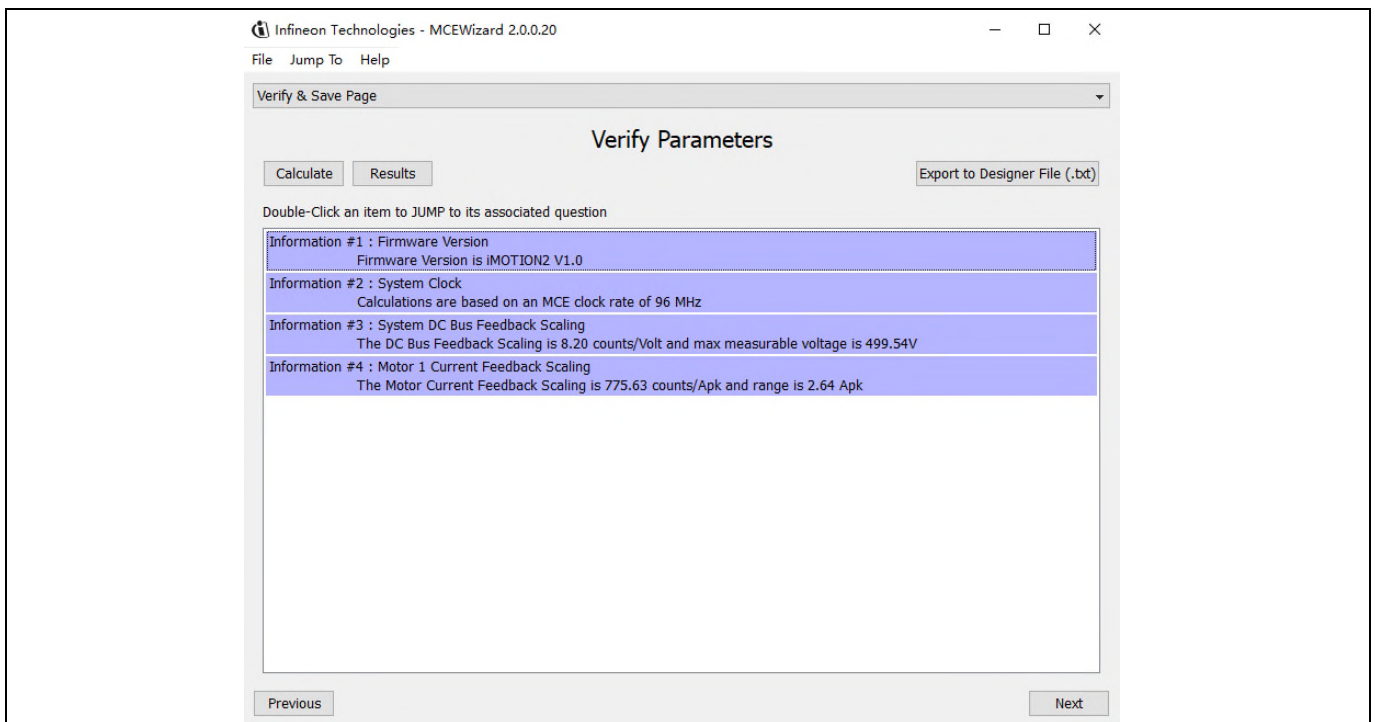 Infineon Technologies - MCEWizard 2.0.0.20
File Jump To Help
Verify & Save Page
Verify Parameters
Calculate Results Export to Designer File (.txt)
Double-Click an item to JUMP to its associated question
Information #1 : Firmware Version
Firmware Version is iMOTION2 V1.0
Information #2 : System Clock
Calculations are based on an MCE clock rate of 96 MHz
Information #3 : System DC Bus Feedback Scaling
The DC Bus Feedback Scaling is 8.20 counts/Volt and max measurable voltage is 499.54V
Information #4 : Motor 1 Current Feedback Scaling
The Motor Current Feedback Scaling is 775.63 counts/Apk and range is 2.64 Apk
Previous Next